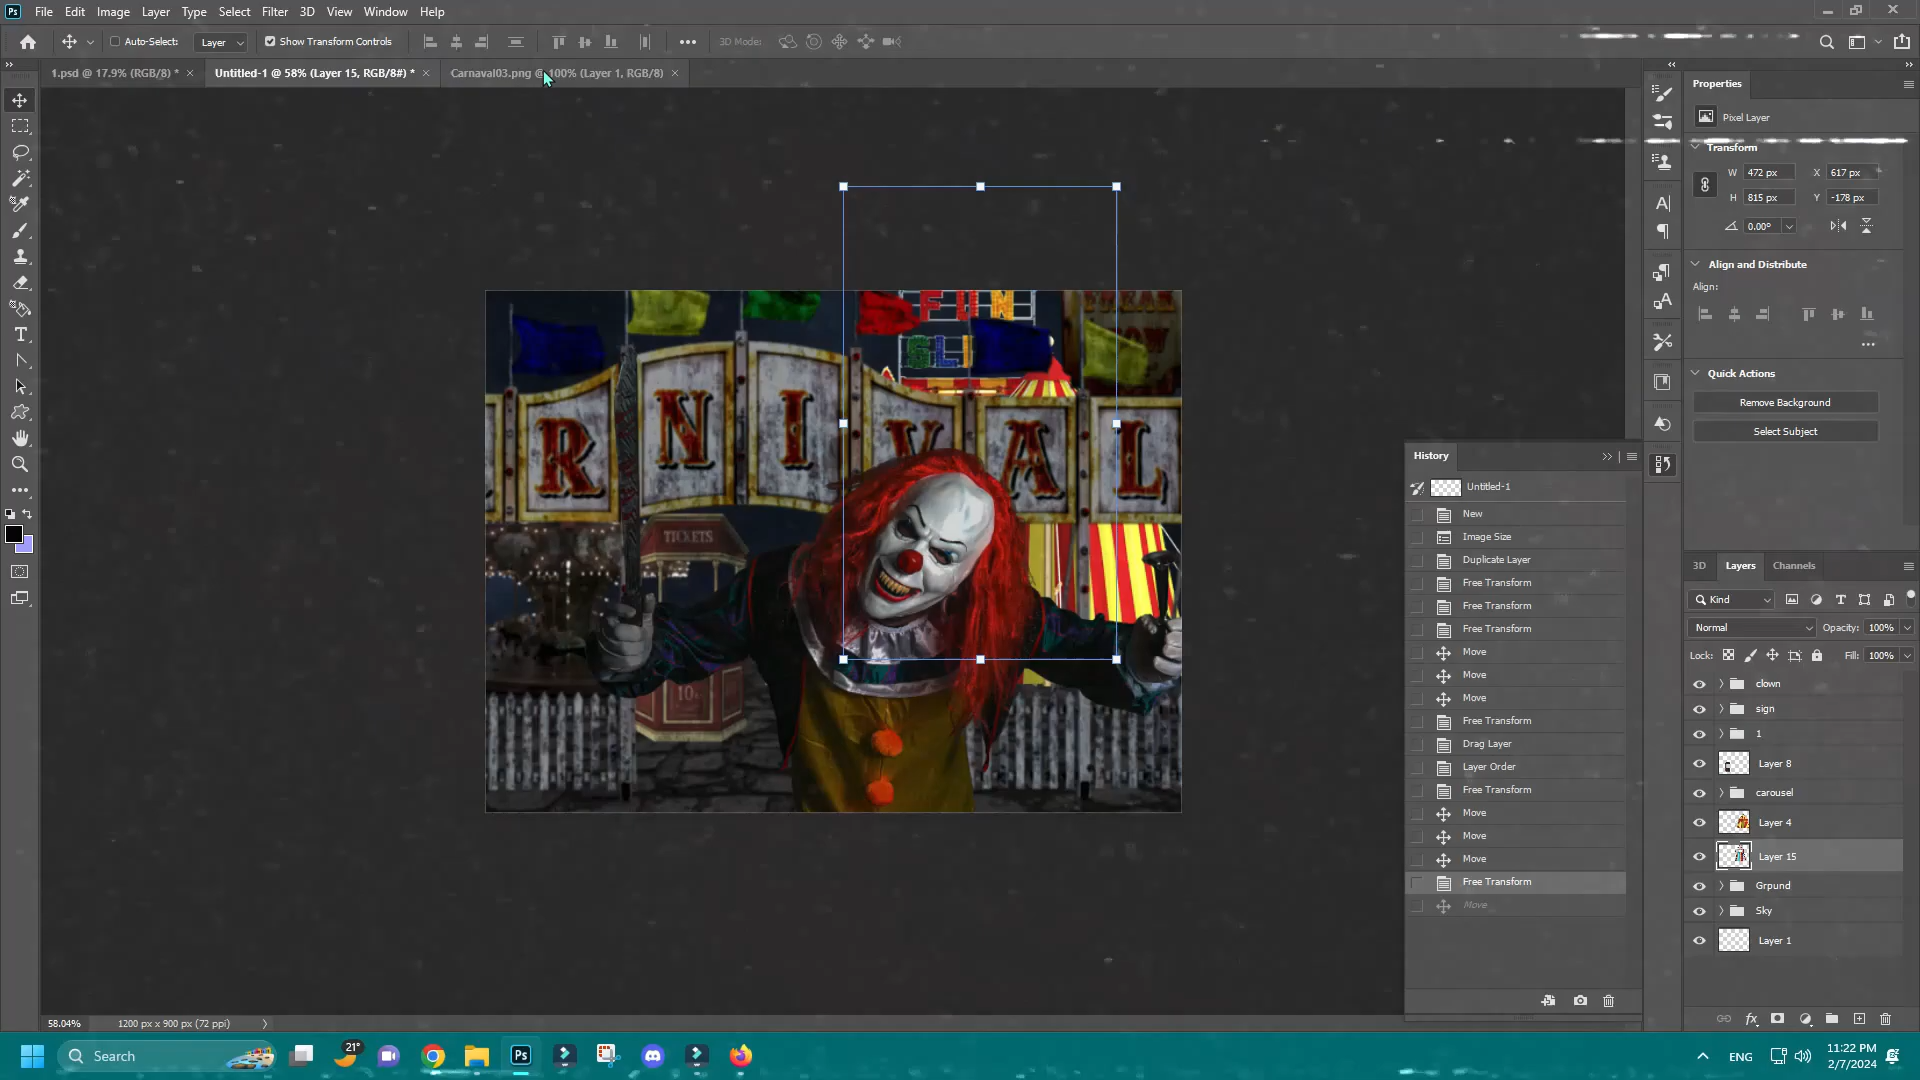 File Edit Image Layer Type Select Filter 3D View Window Help
Auto-Select: Layer Show Transform Controls 3D Mode:
1.psd @ 17.9% (RGB/8) * Untitled-1 @ 58% (Layer 15, RGB/8#) * Carnaval03.png @ 100% (Layer 1, RGB/8)
Properties
Pixel Layer
Transform
W 472 px X 617 px
H 815 px Y -178 px
0.00°
Align and Distribute
Align:
Quick Actions
Remove Background
Select Subject
FUN
SLI
R N I V A L
TICKETS
10
History
Untitled-1
New
Image Size
Duplicate Layer
Free Transform
Free Transform
Free Transform
Move
Move
Move
Free Transform
Drag Layer
Layer Order
Free Transform
Move
Move
Move
Free Transform
Move
3D Layers Channels
Kind
Normal Opacity: 100%
Lock: Fill: 100%
clown
sign
1
Layer 8
carousel
Layer 4
Layer 15
Grpund
Sky
Layer 1
58.04% 1200 px x 900 px (72 ppi)
Search
21°
Ps
ENG
11:22 PM
2/7/2024